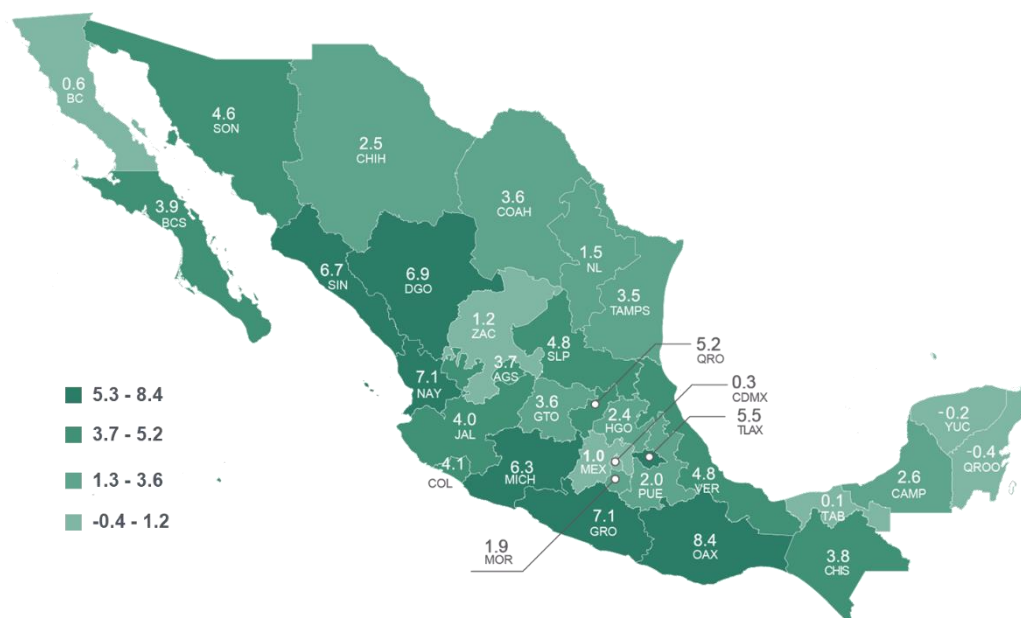 0.6
BC
4.6
SON
2.5
CHIH
3.6
COAH
3.9
BCS
1.5
NL
6.7
SIN
6.9
DGO
3.5
TAMPS
1.2
ZAC
4.8
SLP
5.2
QRO
3.7
AGS
7.1
NAY
0.3
CDMX
3.6
GTO
2.4
HGO
5.5
TLAX
4.0
JAL
-0.2
YUC
4.1
COL
6.3
MICH
1.0
MEX
2.0
PUE
4.8
VER
-0.4
QROO
2.6
CAMP
0.1
TAB
7.1
GRO
1.9
MOR
8.4
OAX
3.8
CHIS
5.3 - 8.4
3.7 - 5.2
1.3 - 3.6
-0.4 - 1.2